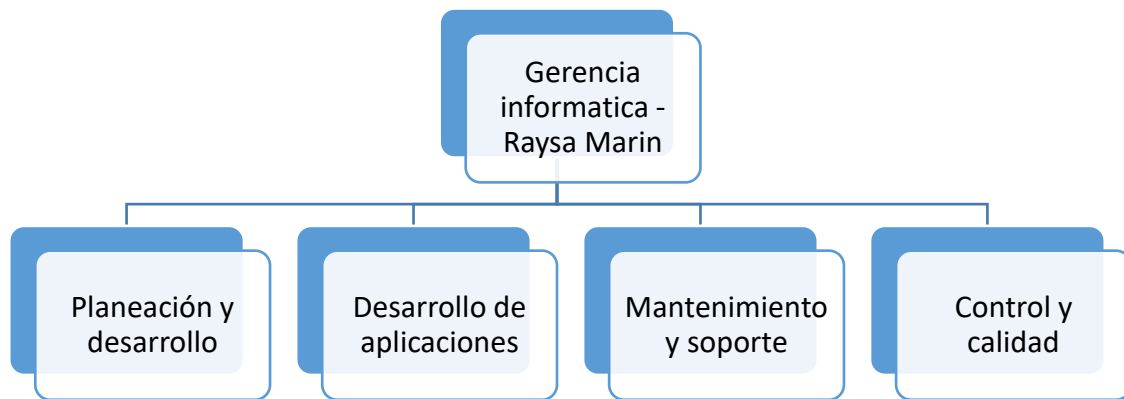 Gerencia
informatica -
Raysa Marin
Planeación y
desarrollo
Desarrollo de
aplicaciones
Mantenimiento
y soporte
Control y
calidad